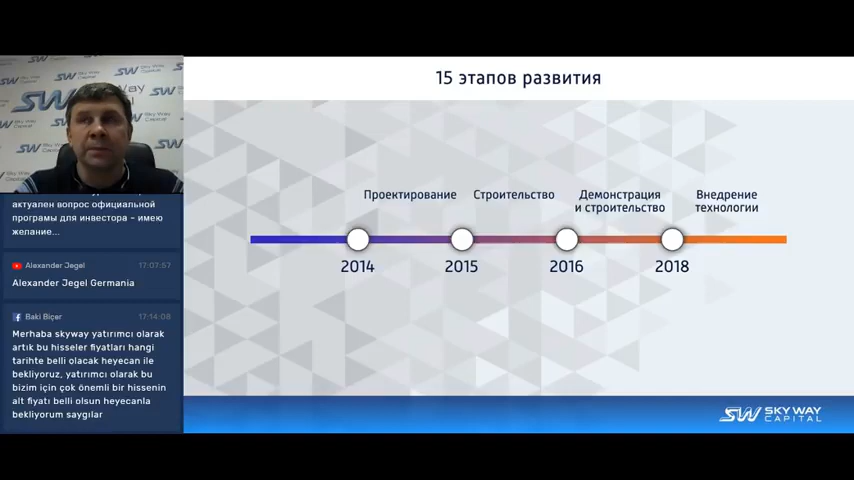 15 этапов развития
Проектирование
Строительство
Демонстрация
и строительство
Внедрение
технологии
2014
2015
2016
2018
SW SKY WAY
CAPITAL
актуален вопрос официальной
програмы для инвестора – имею
желание...
Alexander Jegel 17:07:57
Alexander Jegel Germania
Baki Biçer 17:14:08
Merhaba skyway yatırımcı olarak
artık bu hisseler fiyatları hangi
tarihte belli olacak heyecan ile
bekliyoruz, yatırımcı olarak bu
bizim için çok önemli bir hissenin
alt fiyatı belli olsun heyecanla
bekliyorum saygılar